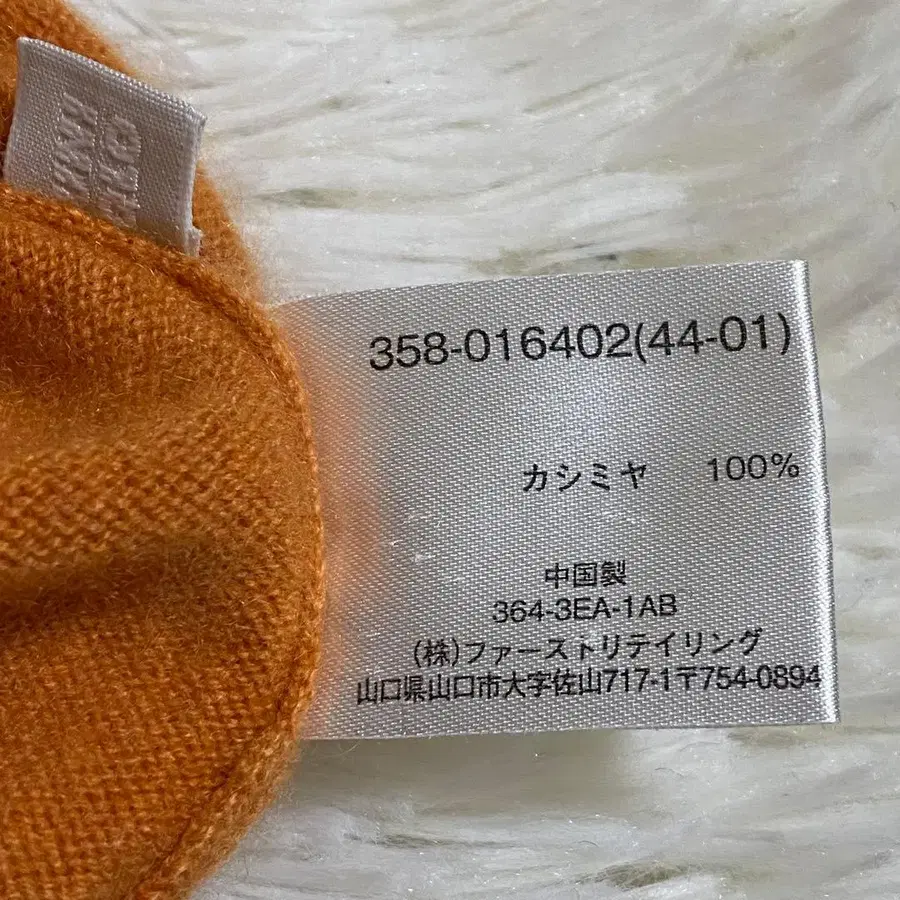 358-016402(44-01)
カシミヤ 100%
中国製
364-3EA-1AB
(株)ファーストリテイリング
山口県山口市大字佐山717-1〒754-0894